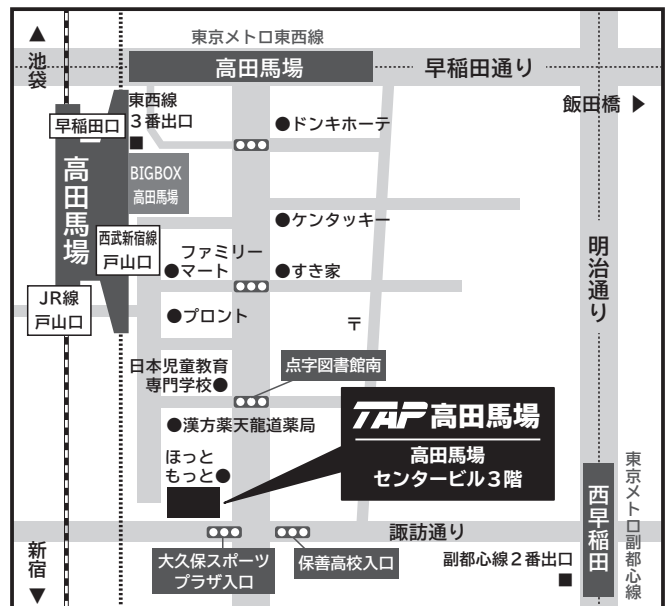 東京メトロ東西線
▲
池袋
高田馬場
早稲田通り
飯田橋 ▶
東西線
3番出口
■
早稲田口
●ドンキホーテ
BIGBOX
高田馬場
高田馬場
西武新宿線
戸山口
●ケンタッキー
ファミリー
●マート
●すき家
明治通り
JR線
戸山口
●プロント
〒
日本児童教育
専門学校●
点字図書館南
TAP 高田馬場
高田馬場
センタービル3階
●漢方薬天龍道薬局
ほっと
もっと●
東京メトロ副都心線
西早稲田
諏訪通り
新宿
▼
大久保スポーツ
プラザ入口
保善高校入口
副都心線2番出口
■